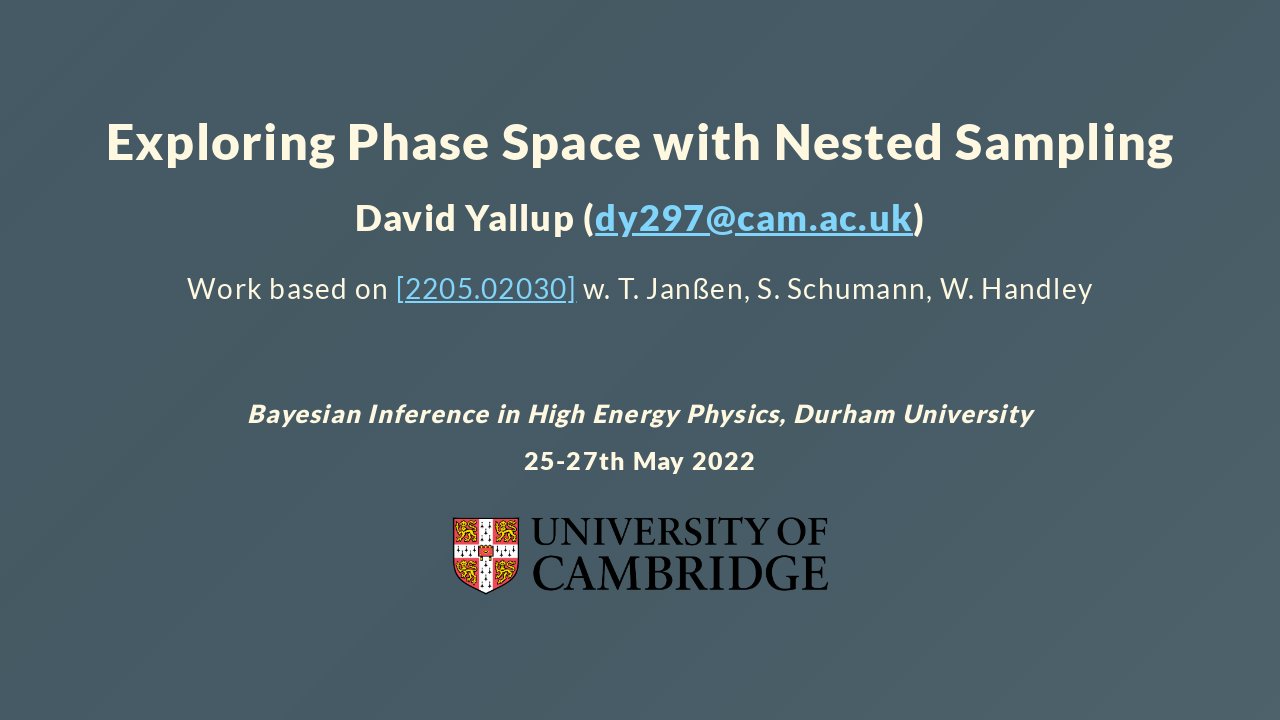 Exploring Phase Space with Nested Sampling
David Yallup (dy297@cam.ac.uk)
Work based on [2205.02030] w. T. Janßen, S. Schumann, W. Handley
Bayesian Inference in High Energy Physics, Durham University
25-27th May 2022
UNIVERSITY OF
CAMBRIDGE